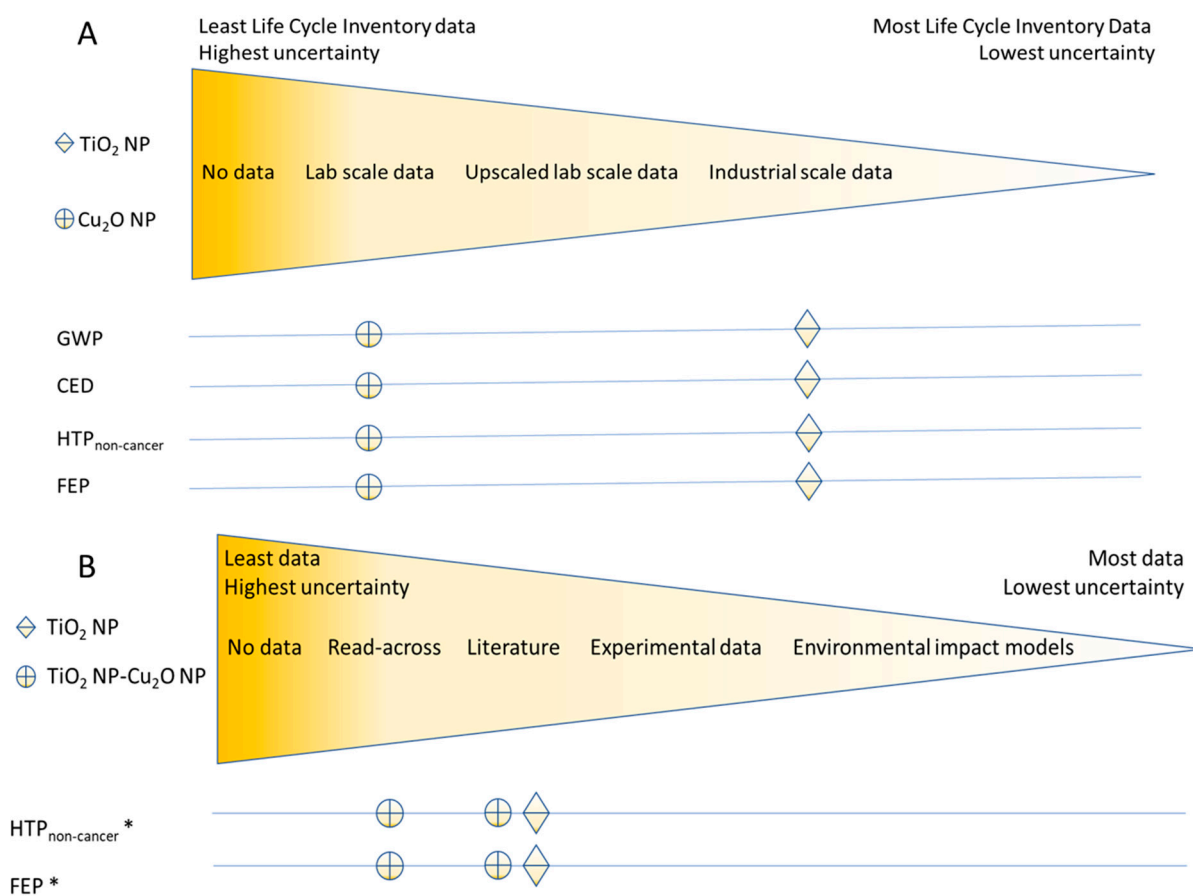 A
Least Life Cycle Inventory data
Highest uncertainty
Most Life Cycle Inventory Data
Lowest uncertainty
TiO₂ NP
Cu₂O NP
No data Lab scale data Upscaled lab scale data Industrial scale data
GWP
CED
HTPnon-cancer
FEP
B
Least data
Highest uncertainty
Most data
Lowest uncertainty
TiO₂ NP
TiO₂ NP-Cu₂O NP
No data Read-across Literature Experimental data Environmental impact models
HTPnon-cancer *
FEP *